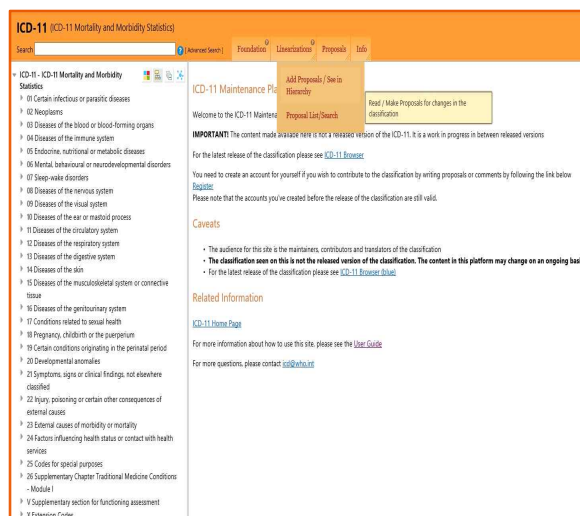 ICD-11 (ICD-11 Mortality and Morbidity Statistics)
Search
[ Advanced Search ]
Foundation
Linearizations
Proposals
Info
ICD-11 - ICD-11 Mortality and Morbidity
Statistics
01 Certain infectious or parasitic diseases
02 Neoplasms
03 Diseases of the blood or blood-forming organs
04 Diseases of the immune system
05 Endocrine, nutritional or metabolic diseases
06 Mental, behavioural or neurodevelopmental disorders
07 Sleep-wake disorders
08 Diseases of the nervous system
09 Diseases of the visual system
10 Diseases of the ear or mastoid process
11 Diseases of the circulatory system
12 Diseases of the respiratory system
13 Diseases of the digestive system
14 Diseases of the skin
15 Diseases of the musculoskeletal system or connective
tissue
16 Diseases of the genitourinary system
17 Conditions related to sexual health
18 Pregnancy, childbirth or the puerperium
19 Certain conditions originating in the perinatal period
20 Developmental anomalies
21 Symptoms, signs or clinical findings, not elsewhere
classified
22 Injury, poisoning or certain other consequences of
external causes
23 External causes of morbidity or mortality
24 Factors influencing health status or contact with health
services
25 Codes for special purposes
26 Supplementary Chapter Traditional Medicine Conditions
- Module I
V Supplementary section for functioning assessment
X Extension Codes
Add Proposals / See in
Hierarchy
Proposal List/Search
Read / Make Proposals for changes in the
classification
ICD-11 Maintenance Pla
Welcome to the ICD-11 Maintena
IMPORTANT! The content made available here is not a released version of the ICD-11. It is a work in progress in between released versions
For the latest release of the classification please see ICD-11 Browser
You need to create an account for yourself if you wish to contribute to the classification by writing proposals or comments by following the link below
Register
Please note that the accounts you've created before the release of the classification are still valid.
Caveats
• The audience for this site is the maintainers, contributors and translators of the classification
• The classification seen on this is not the released version of the classification. The content in this platform may change on an ongoing basi
• For the latest release of the classification please see ICD-11 Browser (blue)
Related Information
ICD-11 Home Page
For more information about how to use this site, please see the User Guide
For more questions, please contact icd@who.int